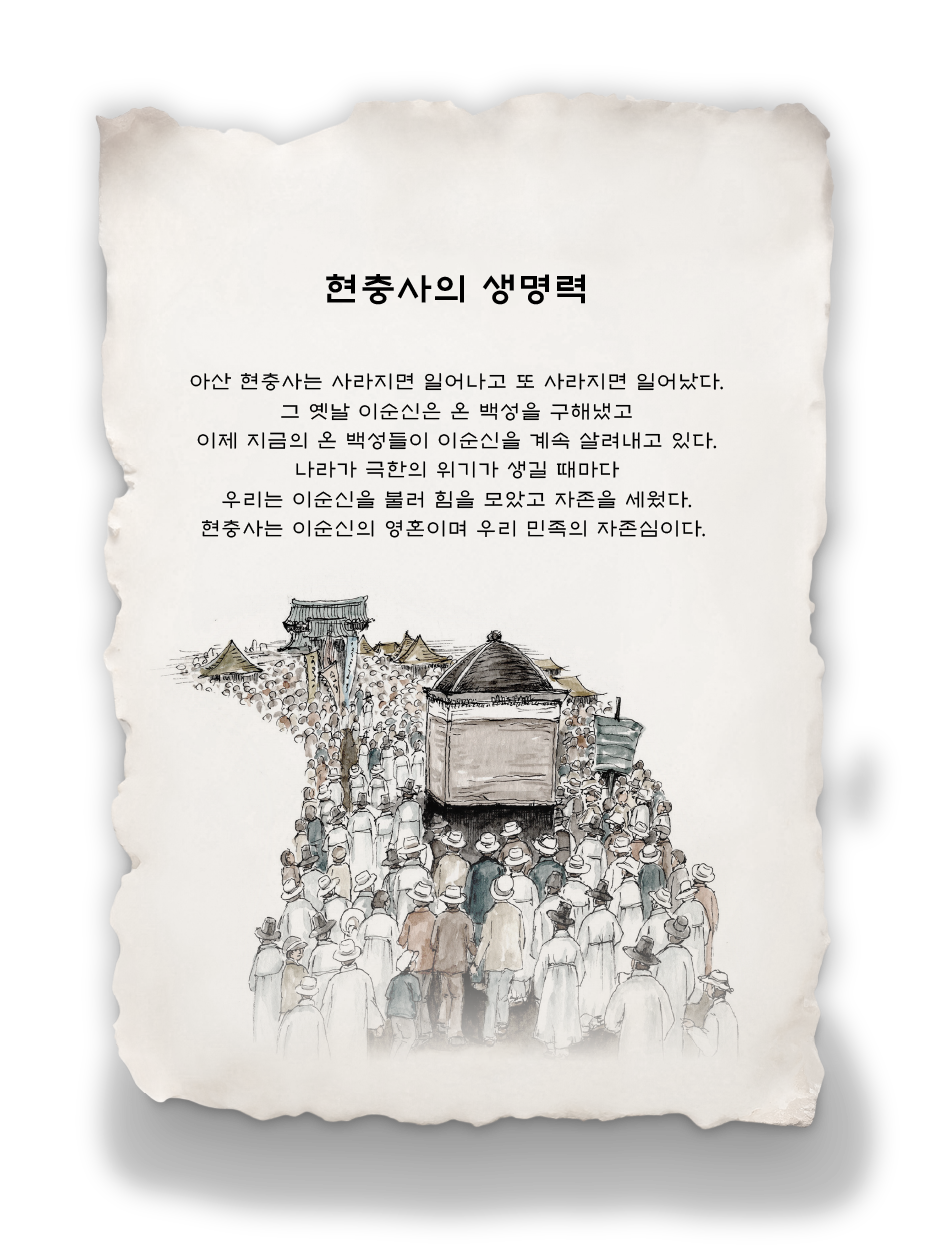 현충사의 생명력
아산 현충사는 사라지면 일어나고 또 사라지면 일어났다.
그 옛날 이순신은 온 백성을 구해냈고
이제 지금의 온 백성들이 이순신을 계속 살려내고 있다.
나라가 극한의 위기가 생길 때마다
우리는 이순신을 불러 힘을 모았고 자존을 세웠다.
현충사는 이순신의 영혼이며 우리 민족의 자존심이다.